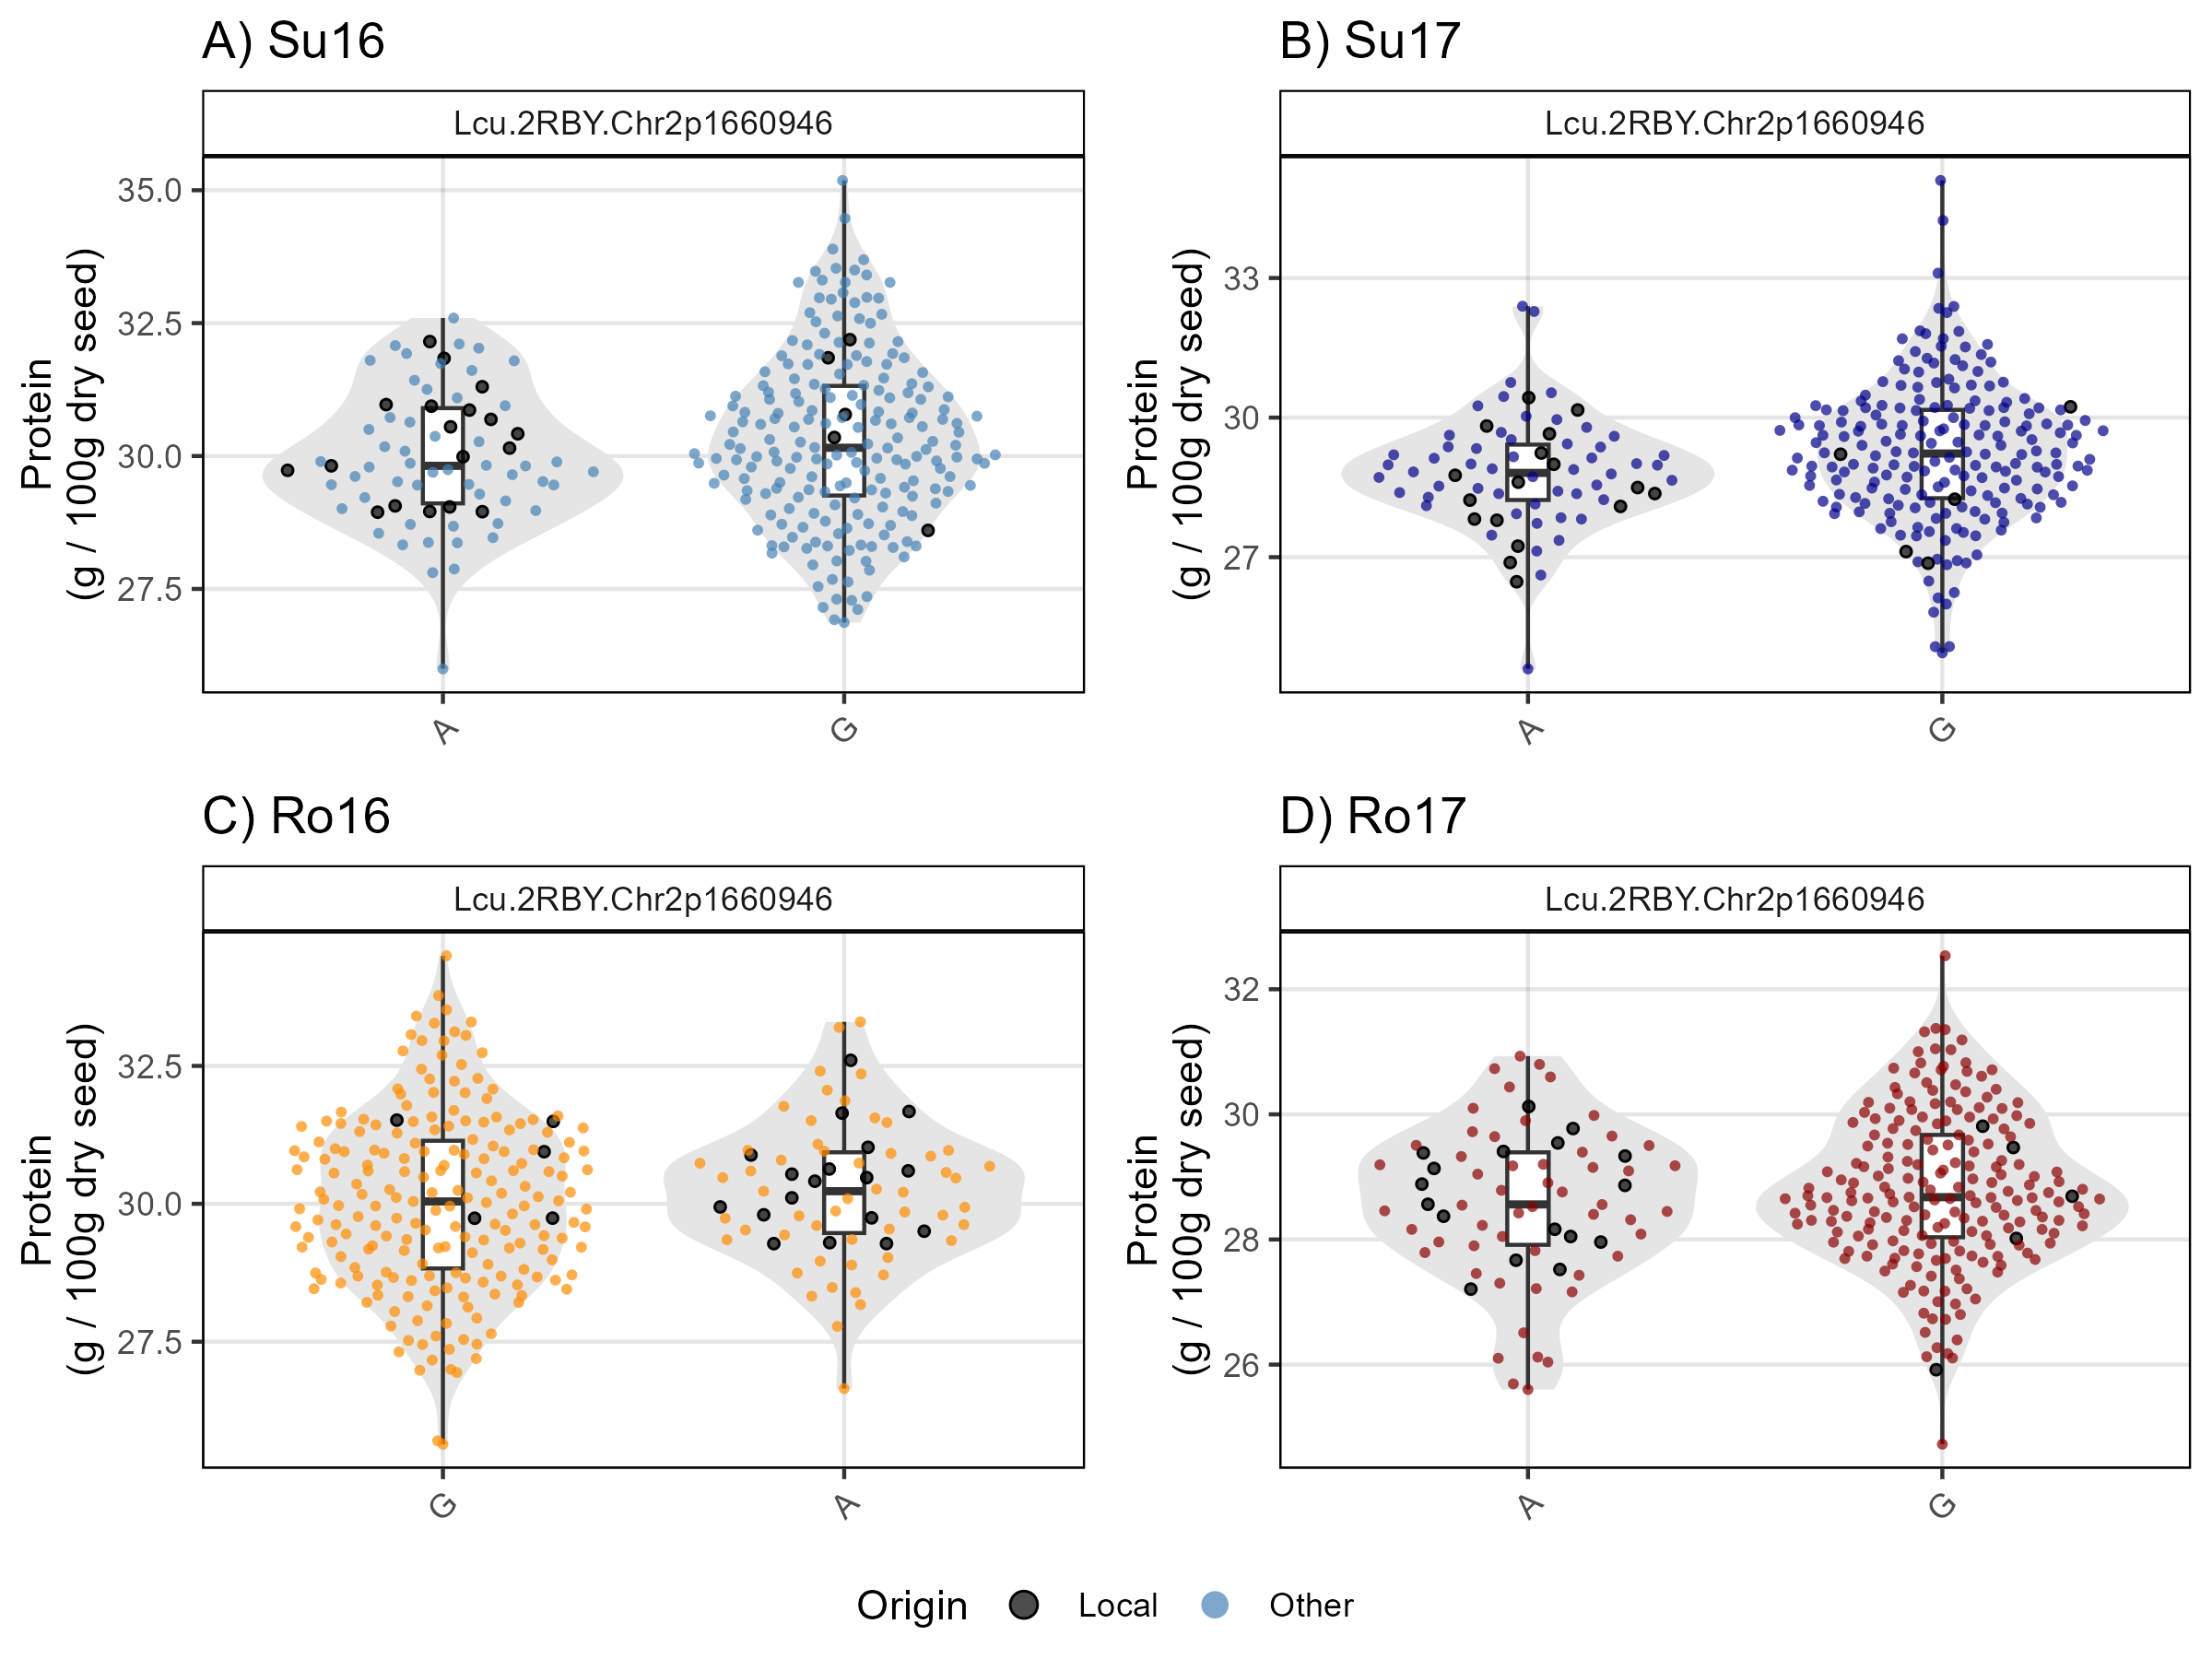 A) Su16
Lcu.2RBY.Chr2p1660946
Protein
(g / 100g dry seed)
35.0
32.5
30.0
27.5
A
G
B) Su17
Lcu.2RBY.Chr2p1660946
Protein
(g / 100g dry seed)
33
30
27
A
G
C) Ro16
Lcu.2RBY.Chr2p1660946
Protein
(g / 100g dry seed)
32.5
30.0
27.5
G
A
D) Ro17
Lcu.2RBY.Chr2p1660946
Protein
(g / 100g dry seed)
32
30
28
26
A
G
Origin Local Other